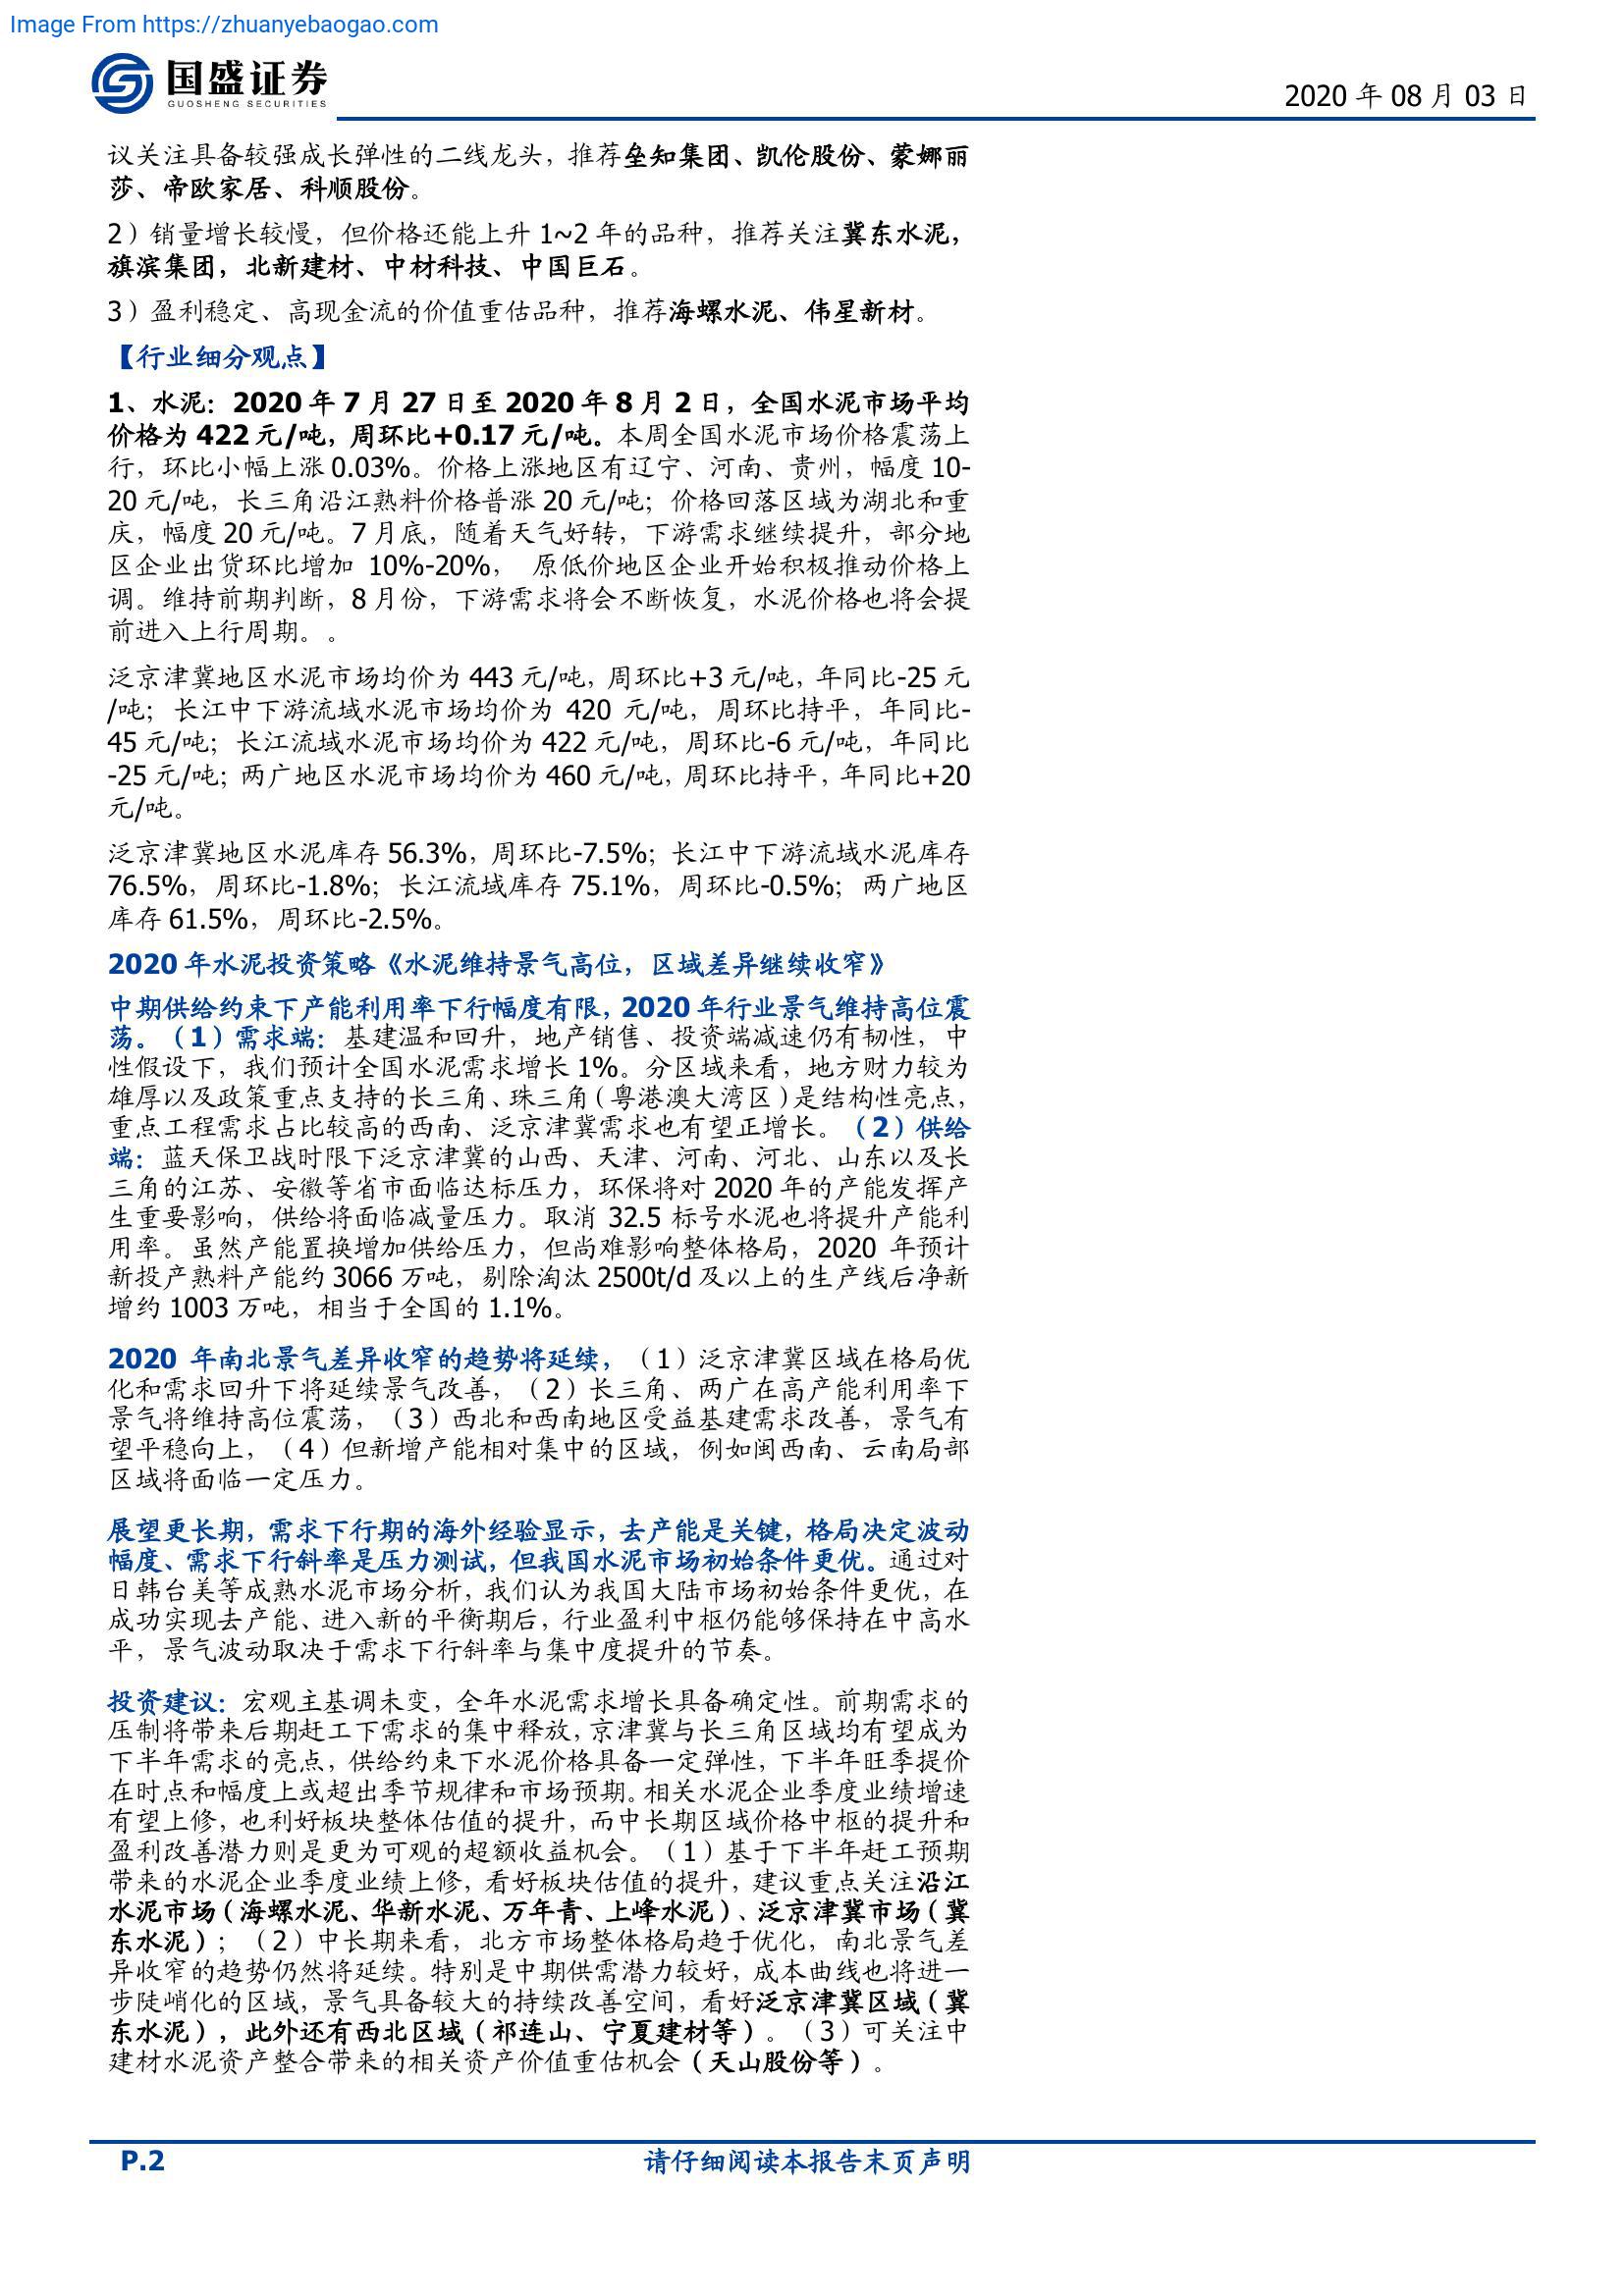 Image From https://zhuanyebaogao.com
国盛证券
GUOSHENG SECURITIES
2020 年 08 月 03 日
议关注具备较强成长弹性的二线龙头，推荐垒知集团、凯伦股份、蒙娜丽
莎、帝欧家居、科顺股份。
2）销量增长较慢，但价格还能上升 1~2 年的品种，推荐关注冀东水泥，
旗滨集团，北新建材、中材科技、中国巨石。
3）盈利稳定、高现金流的价值重估品种，推荐海螺水泥、伟星新材。
【行业细分观点】
1、水泥：2020 年 7 月 27 日至 2020 年 8 月 2 日，全国水泥市场平均
价格为 422 元/吨，周环比+0.17 元/吨。本周全国水泥市场价格震荡上
行，环比小幅上涨 0.03%。价格上涨地区有辽宁、河南、贵州，幅度 10-
20 元/吨，长三角沿江熟料价格普涨 20 元/吨；价格回落区域为湖北和重
庆，幅度 20 元/吨。7 月底，随着天气好转，下游需求继续提升，部分地
区企业出货环比增加 10%-20%， 原低价地区企业开始积极推动价格上
调。维持前期判断，8 月份，下游需求将会不断恢复，水泥价格也将会提
前进入上行周期。。
泛京津冀地区水泥市场均价为 443 元/吨，周环比+3 元/吨，年同比-25 元
/吨；长江中下游流域水泥市场均价为 420 元/吨，周环比持平，年同比-
45 元/吨；长江流域水泥市场均价为 422 元/吨，周环比-6 元/吨，年同比
-25 元/吨；两广地区水泥市场均价为 460 元/吨，周环比持平，年同比+20
元/吨。
泛京津冀地区水泥库存 56.3%，周环比-7.5%；长江中下游流域水泥库存
76.5%，周环比-1.8%；长江流域库存 75.1%，周环比-0.5%；两广地区
库存 61.5%，周环比-2.5%。
2020 年水泥投资策略《水泥维持景气高位，区域差异继续收窄》
中期供给约束下产能利用率下行幅度有限，2020 年行业景气维持高位震
荡。（1）需求端：基建温和回升，地产销售、投资端减速仍有韧性，中
性假设下，我们预计全国水泥需求增长 1%。分区域来看，地方财力较为
雄厚以及政策重点支持的长三角、珠三角（粤港澳大湾区）是结构性亮点，
重点工程需求占比较高的西南、泛京津冀需求也有望正增长。（2）供给
端：蓝天保卫战时限下泛京津冀的山西、天津、河南、河北、山东以及长
三角的江苏、安徽等省市面临达标压力，环保将对 2020 年的产能发挥产
生重要影响，供给将面临减量压力。取消 32.5 标号水泥也将提升产能利
用率。虽然产能置换增加供给压力，但尚难影响整体格局，2020 年预计
新投产熟料产能约 3066 万吨，剔除淘汰 2500t/d 及以上的生产线后净新
增约 1003 万吨，相当于全国的 1.1%。
2020 年南北景气差异收窄的趋势将延续，（1）泛京津冀区域在格局优
化和需求回升下将延续景气改善，（2）长三角、两广在高产能利用率下
景气将维持高位震荡，（3）西北和西南地区受益基建需求改善，景气有
望平稳向上，（4）但新增产能相对集中的区域，例如闽西南、云南局部
区域将面临一定压力。
展望更长期，需求下行期的海外经验显示，去产能是关键，格局决定波动
幅度、需求下行斜率是压力测试，但我国水泥市场初始条件更优。通过对
日韩台美等成熟水泥市场分析，我们认为我国大陆市场初始条件更优，在
成功实现去产能、进入新的平衡期后，行业盈利中枢仍能够保持在中高水
平，景气波动取决于需求下行斜率与集中度提升的节奏。
投资建议：宏观主基调未变，全年水泥需求增长具备确定性。前期需求的
压制将带来后期赶工下需求的集中释放，京津冀与长三角区域均有望成为
下半年需求的亮点，供给约束下水泥价格具备一定弹性，下半年旺季提价
在时点和幅度上或超出季节规律和市场预期。相关水泥企业季度业绩增速
有望上修，也利好板块整体估值的提升，而中长期区域价格中枢的提升和
盈利改善潜力则是更为可观的超额收益机会。（1）基于下半年赶工预期
带来的水泥企业季度业绩上修，看好板块估值的提升，建议重点关注沿江
水泥市场（海螺水泥、华新水泥、万年青、上峰水泥）、泛京津冀市场（冀
东水泥）；（2）中长期来看，北方市场整体格局趋于优化，南北景气差
异收窄的趋势仍然将延续。特别是中期供需潜力较好，成本曲线也将进一
步陡峭化的区域，景气具备较大的持续改善空间，看好泛京津冀区域（冀
东水泥），此外还有西北区域（祁连山、宁夏建材等）。（3）可关注中
建材水泥资产整合带来的相关资产价值重估机会（天山股份等）。
P.2
请仔细阅读本报告末页声明